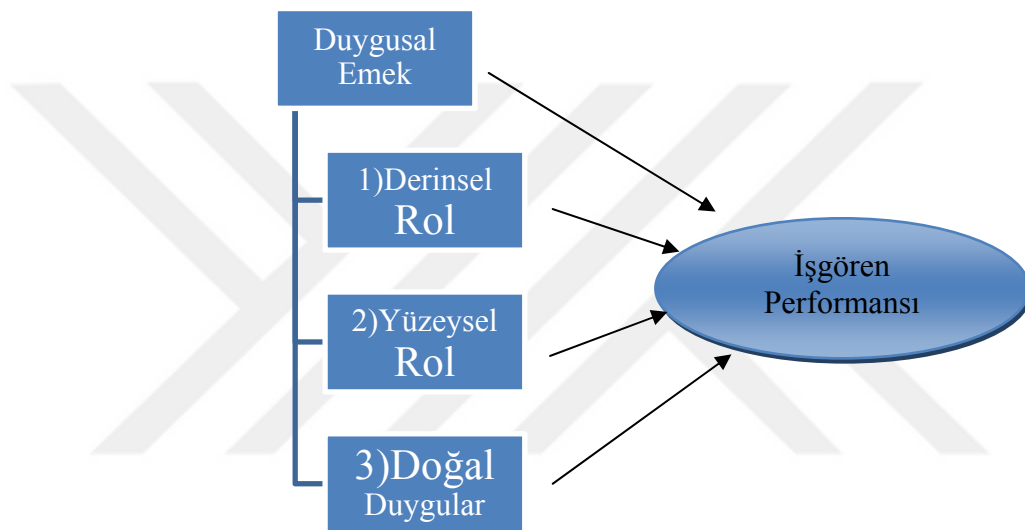 Duygusal
Emek
1)Derinsel
Rol
2)Yüzeysel
Rol
3)Doğal
Duygular
İşgören
Performansı